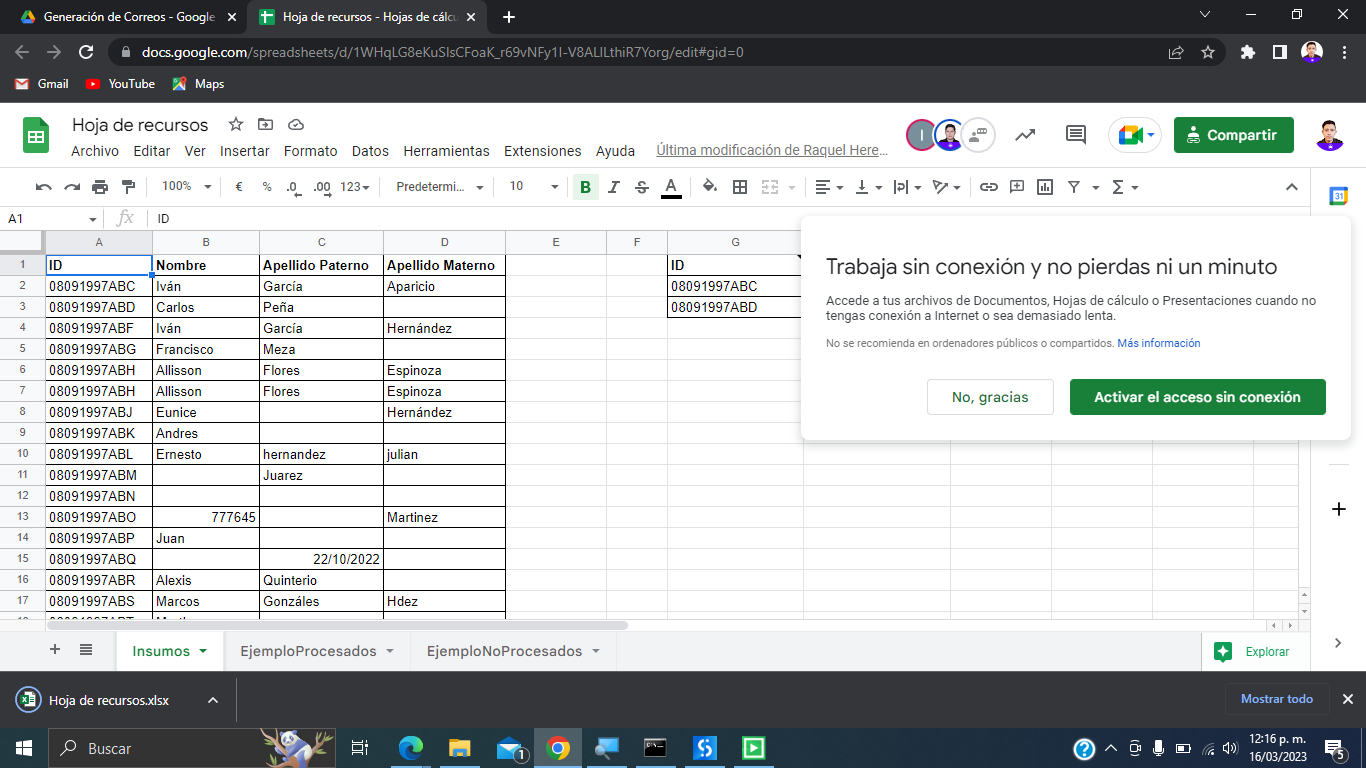 Generación de Correos - Google
Hoja de recursos - Hojas de cálcu
docs.google.com/spreadsheets/d/
Gmail YouTube Maps
Hoja de recursos
I
Compartir
Archivo Editar Ver Insertar Formato Datos Herramientas Extensiones Ayuda Última modificación de Raquel Here...
100% € % .0 .00 123 Predetermi... 10 B I S A
A1 fx ID
31
A B C D E F G
1 ID Nombre Apellido Paterno Apellido Materno ID
2 08091997ABC Iván García Aparicio 08091997ABC
3 08091997ABD Carlos Peña 08091997ABD
4 08091997ABF Iván García Hernández
5 08091997ABG Francisco Meza
6 08091997ABH Allisson Flores Espinoza
7 08091997ABH Allisson Flores Espinoza
8 08091997ABJ Eunice Hernández
9 08091997ABK Andres
10 08091997ABL Ernesto hernandez julian
11 08091997ABM Juarez
12 08091997ABN
13 08091997ABO 777645 Martinez
14 08091997ABP Juan
15 08091997ABQ 22/10/2022
16 08091997ABR Alexis Quinterio
17 08091997ABS Marcos Gonzáles Hdez
Trabaja sin conexión y no pierdas ni un minuto
Accede a tus archivos de Documentos, Hojas de cálculo o Presentaciones cuando no
tengas conexión a Internet o sea demasiado lenta.
No se recomienda en ordenadores públicos o compartidos. Más información
No, gracias Activar el acceso sin conexión
Insumos EjemploProcesados EjemploNoProcesados Explorar
Hoja de recursos.xlsx Mostrar todo
Buscar
1
12:16 p. m.
16/03/2023
5